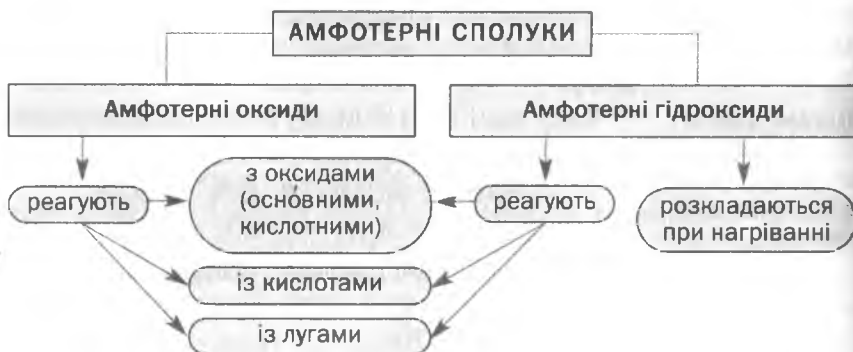 АМФОТЕРНІ СПОЛУКИ
Амфотерні оксиди
Амфотерні гідроксиди
реагують
з оксидами
(основними,
кислотними)
реагують
розкладаються
при нагріванні
із кислотами
із лугами